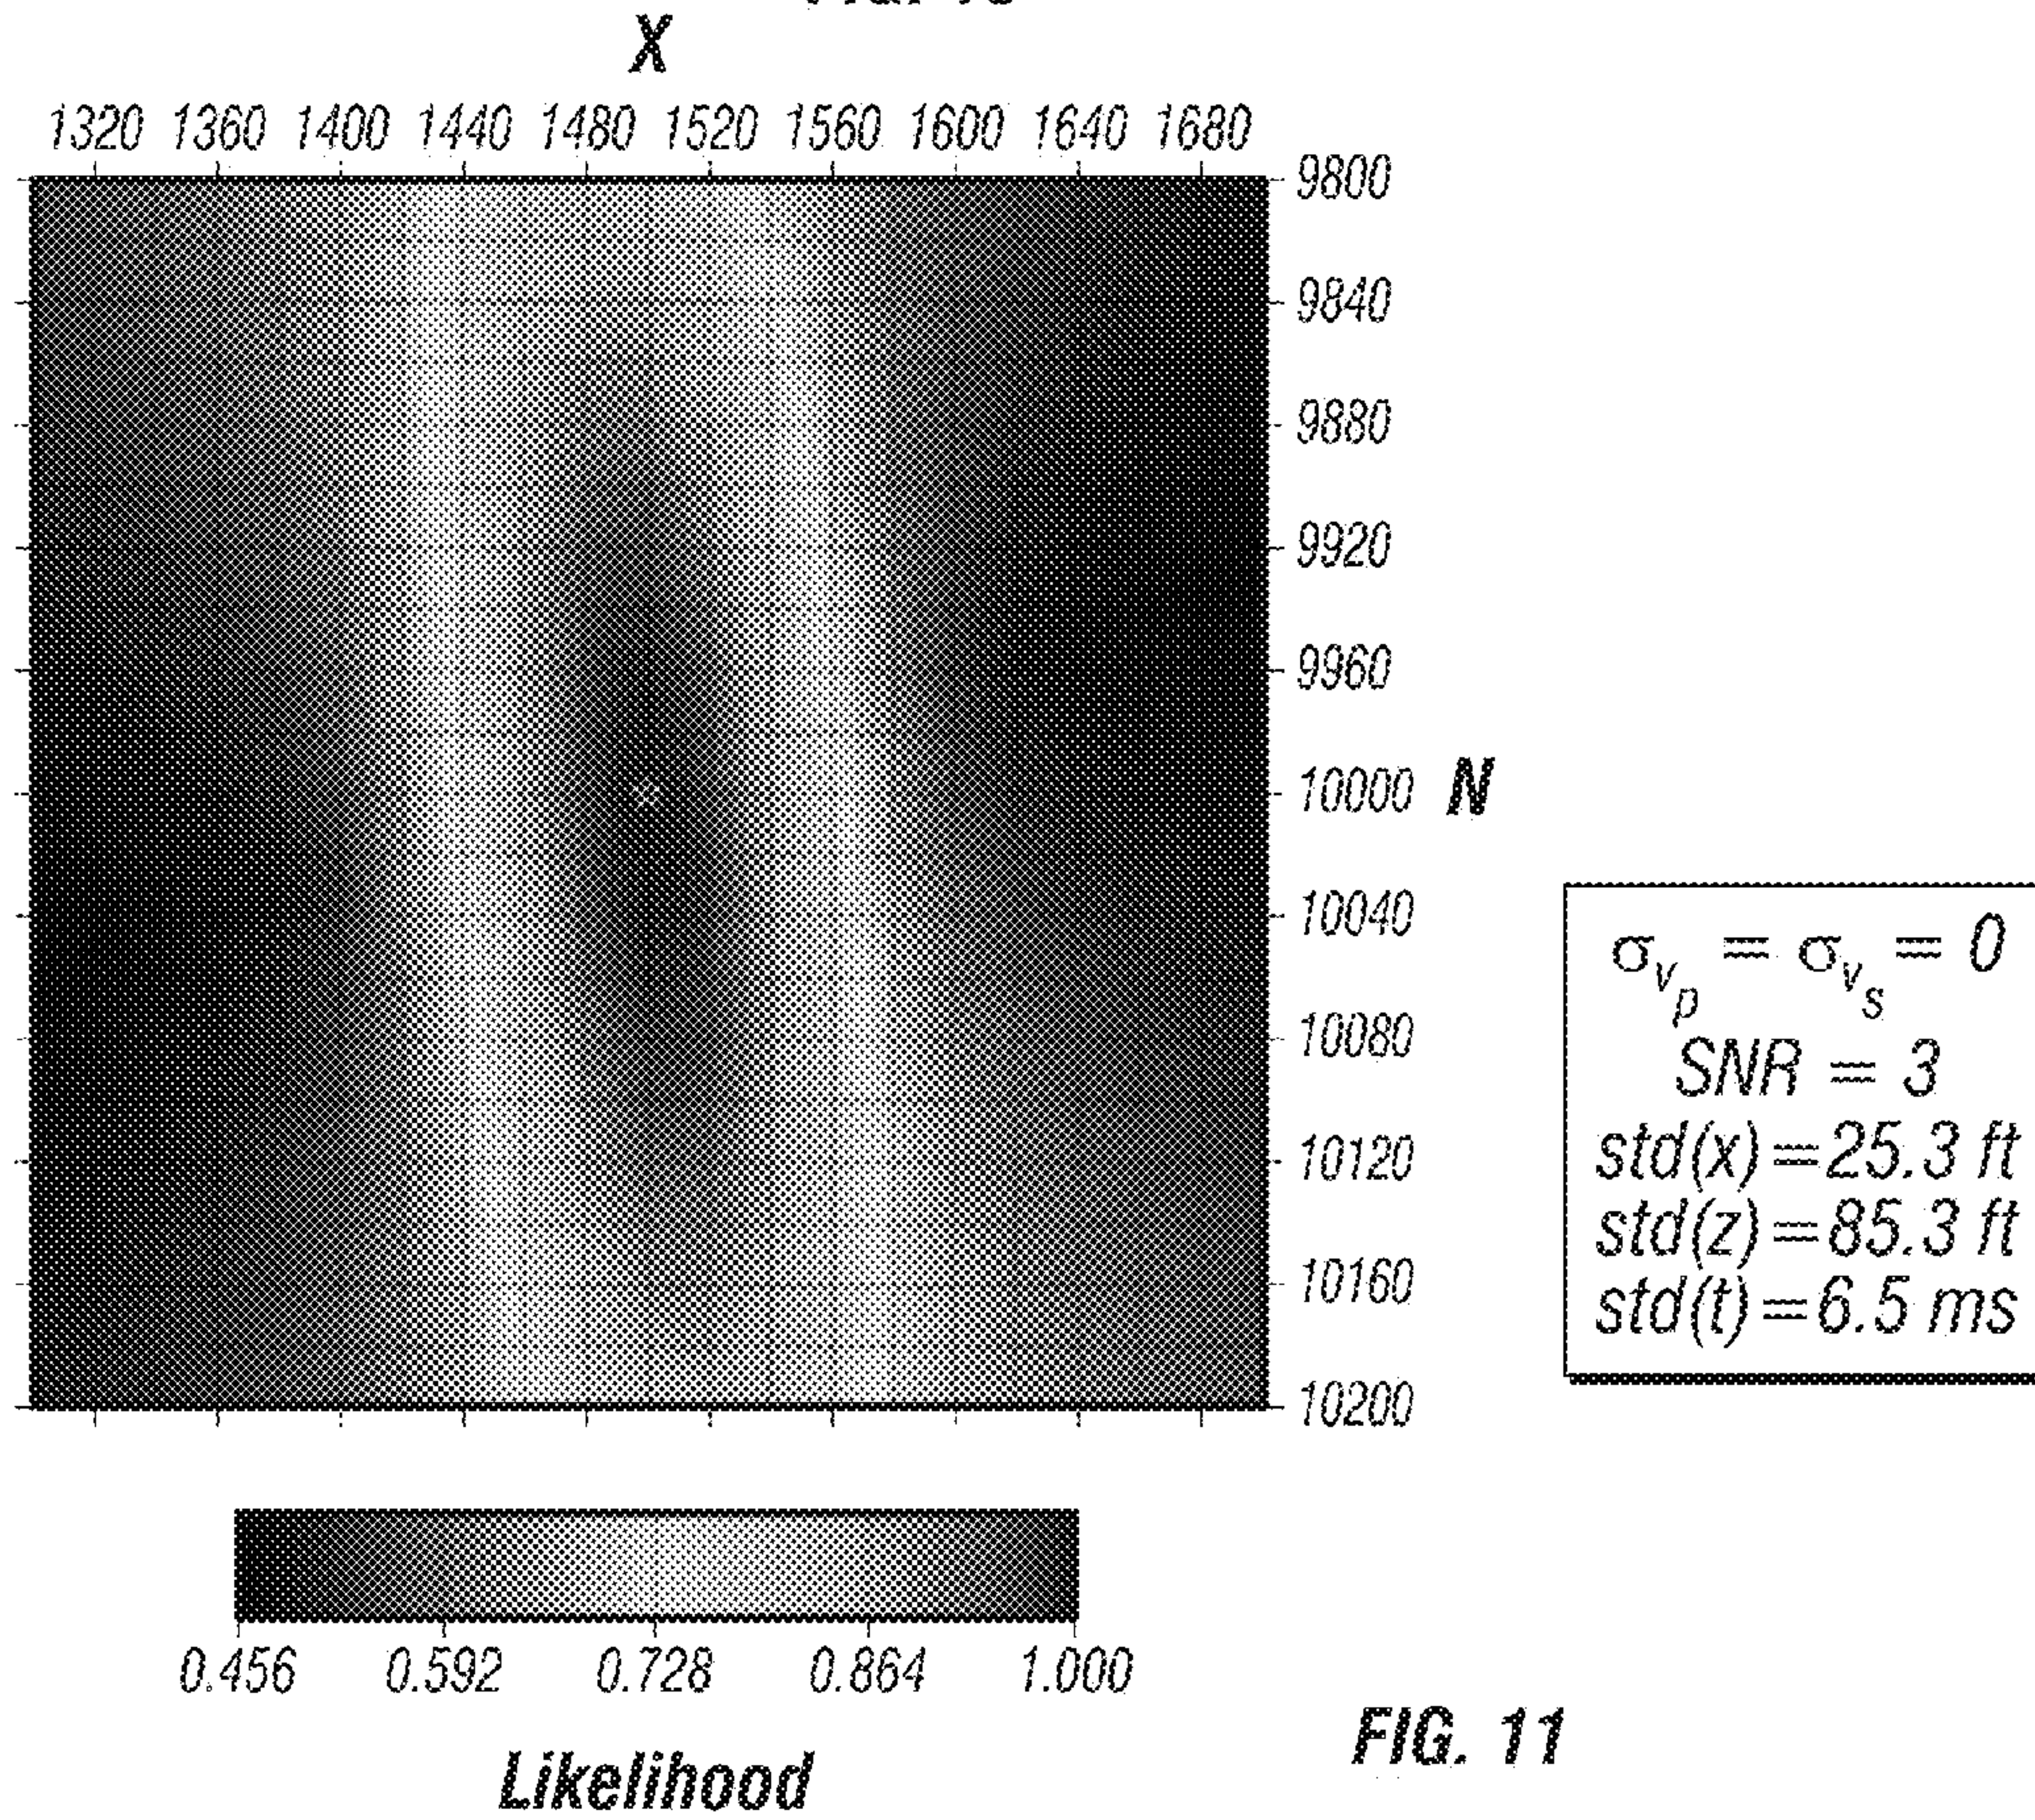 X
1320 1360 1400 1440 1480 1520 1560 1600 1640 1680
9800
9840
9880
9920
9960
10000 N
10040
10080
10120
10160
10200
σvp = σvs = 0
SNR = 3
std(x)=25.3 ft
std(z)=85.3 ft
std(t)=6.5 ms
0.456 0.592 0.728 0.864 1.000
Likelihood
FIG. 11